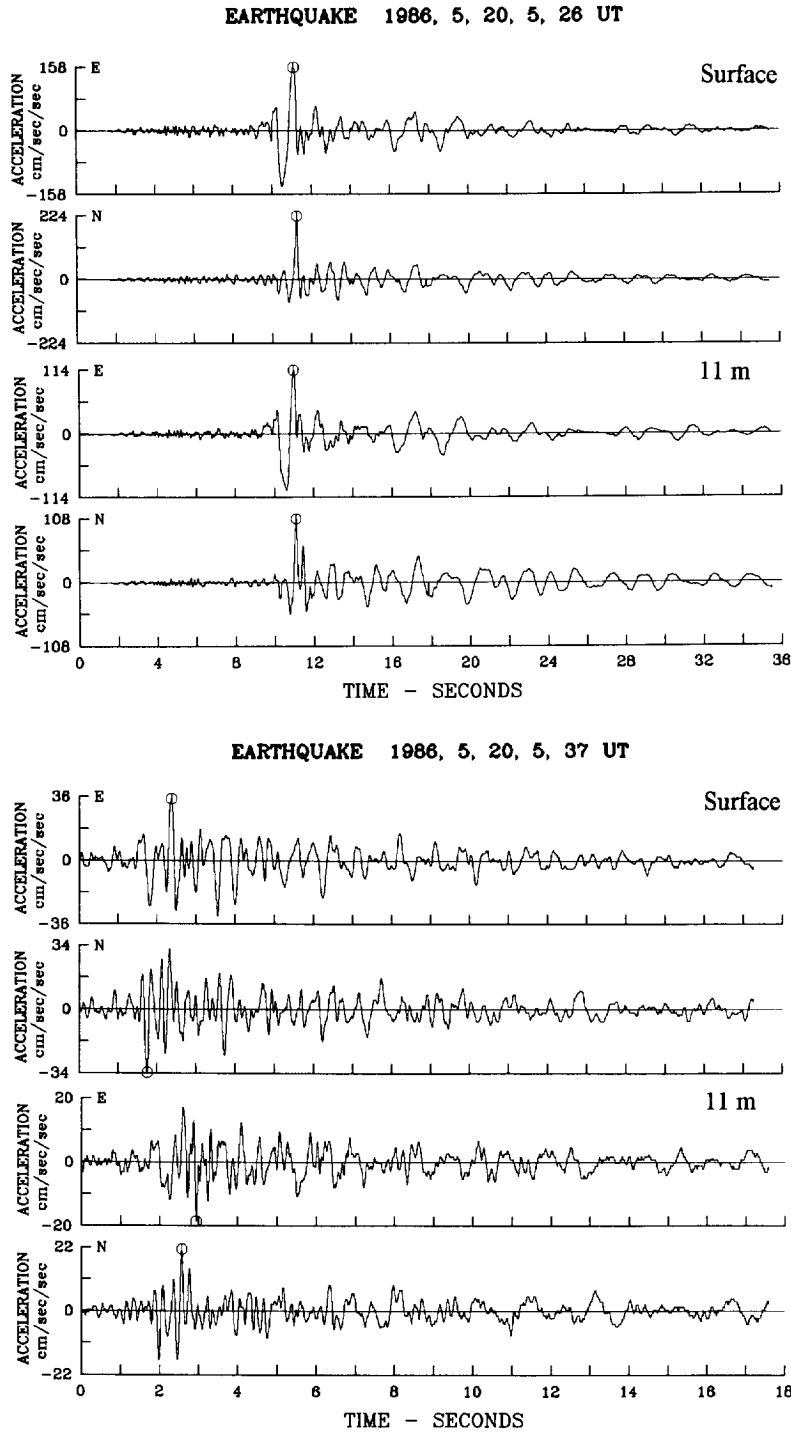 EARTHQUAKE 1986, 5, 20, 5, 26 UT
158 E Surface
ACCELERATION
cm/sec/sec
0
-158
224 N
ACCELERATION
cm/sec/sec
0
-224
114 E 11 m
ACCELERATION
cm/sec/sec
0
-114
108 N
ACCELERATION
cm/sec/sec
0
-108
0 4 8 12 16 20 24 28 32 36
TIME - SECONDS
EARTHQUAKE 1986, 5, 20, 5, 37 UT
36 E Surface
ACCELERATION
cm/sec/sec
0
-36
34 N
ACCELERATION
cm/sec/sec
0
-34
20 E 11 m
ACCELERATION
cm/sec/sec
0
-20
22 N
ACCELERATION
cm/sec/sec
0
-22
0 2 4 6 8 10 12 14 16 18
TIME - SECONDS